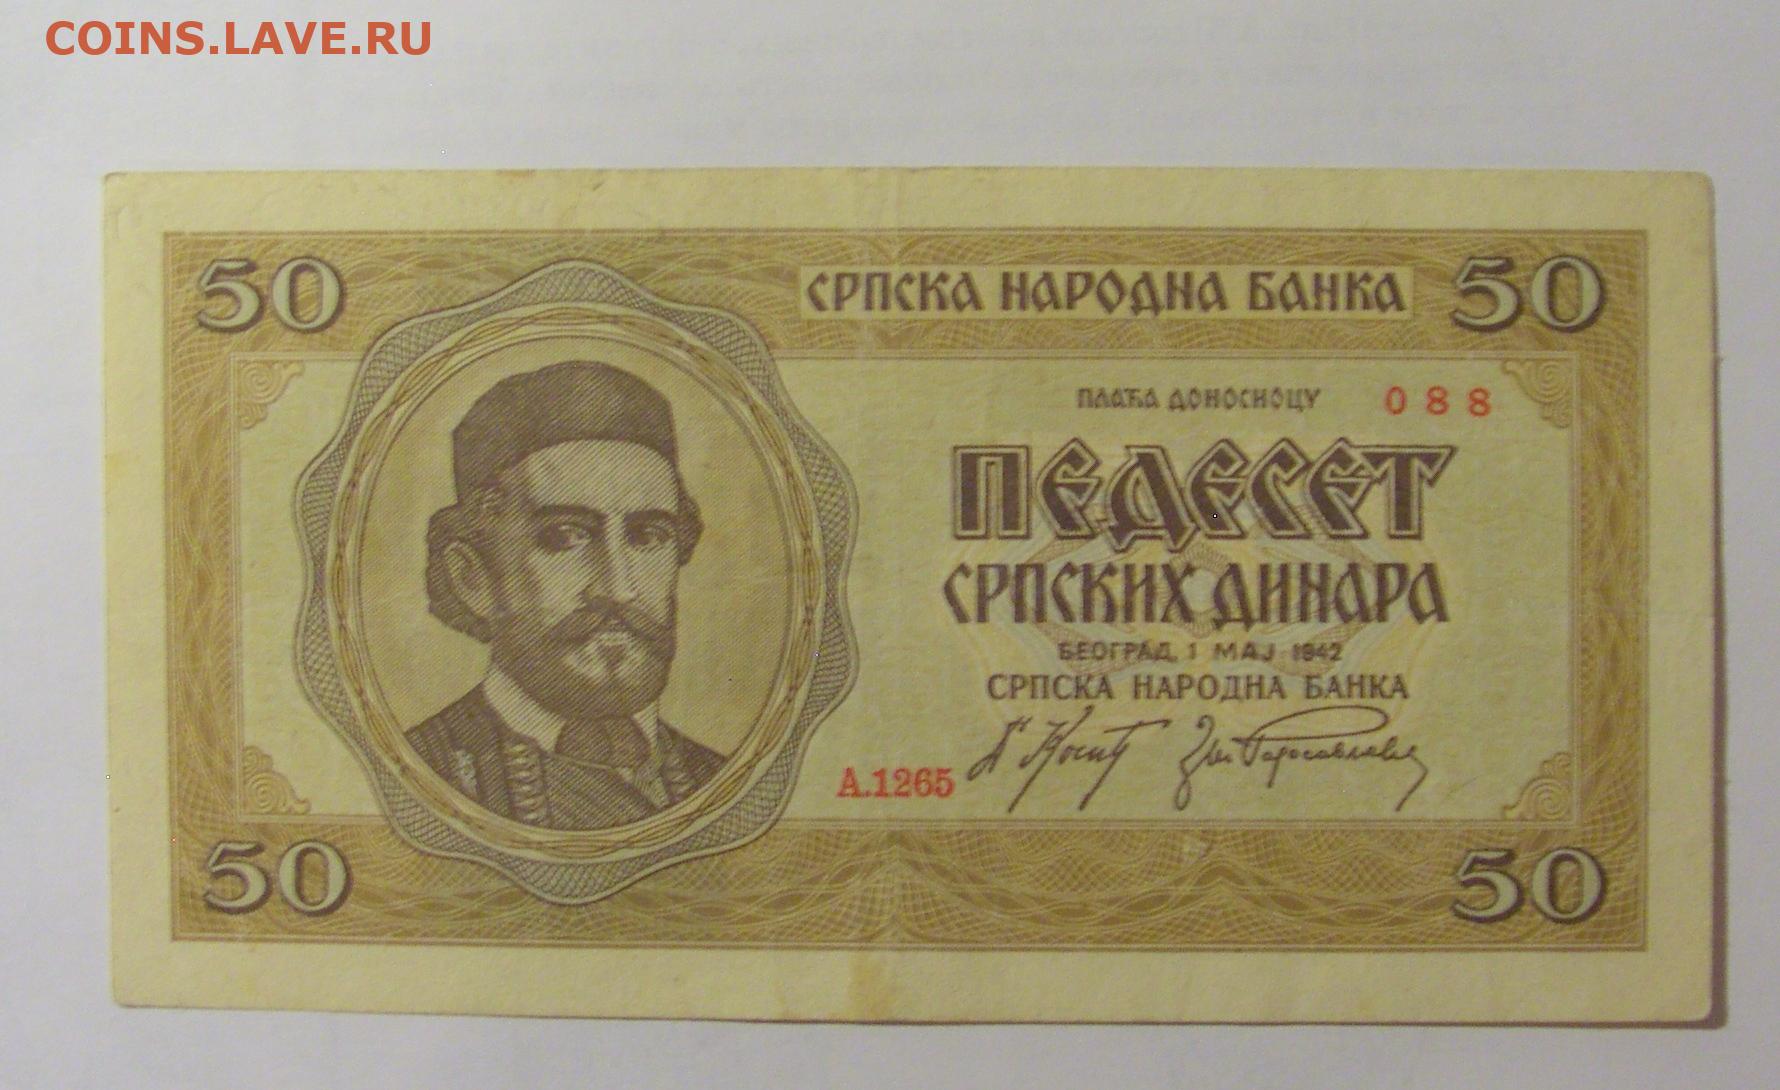 COINS.LAVE.RU
50
СРПСКА НАРОДНА БАНКА
50
ПЛАЋА ДОНОСИОЦУ
088
ПЕДЕСЕТ
СРПСКИХ ДИНАРА
БЕОГРАД, 1 МАЈ 1942
СРПСКА НАРОДНА БАНКА
A.1265
50
50